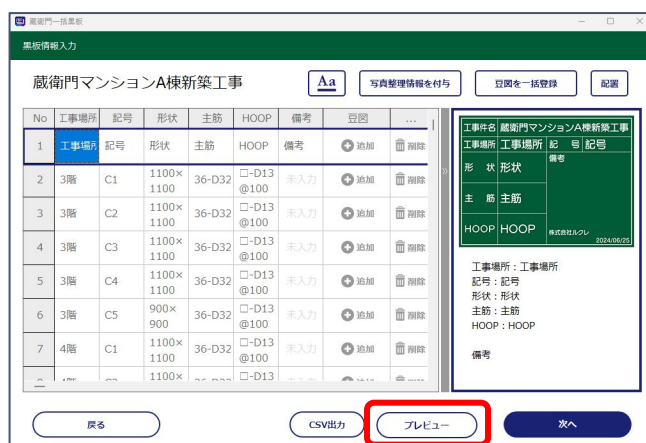 蔵衛門一括黒板
黒板情報入力
蔵衛門マンションA棟新築工事
Aa
写真整理情報を付与
豆図を一括登録
配置
No 工事場所 記号 形状 主筋 HOOP 備考 豆図 ...
1 工事場所 記号 形状 主筋 HOOP 備考 追加 削除
2 3階 C1 1100×1100 36-D32 □-D13@100 未入力 追加 削除
3 3階 C2 1100×1100 36-D32 □-D13@100 未入力 追加 削除
4 3階 C3 1100×1100 36-D32 □-D13@100 未入力 追加 削除
5 3階 C4 1100×1100 36-D32 □-D13@100 未入力 追加 削除
6 3階 C5 900×900 36-D32 □-D13@100 未入力 追加 削除
7 4階 C1 1100×1100 36-D32 □-D13@100 未入力 追加 削除
1100× □-D13
工事件名 蔵衛門マンションA棟新築工事
工事場所 工事場所 記 号 記号
形 状 形状 備考
主 筋 主筋
HOOP HOOP 株式会社ルクレ
2024/06/25
工事場所：工事場所
記号：記号
形状：形状
主筋：主筋
HOOP：HOOP
備考
戻る
CSV出力
プレビュー
次へ